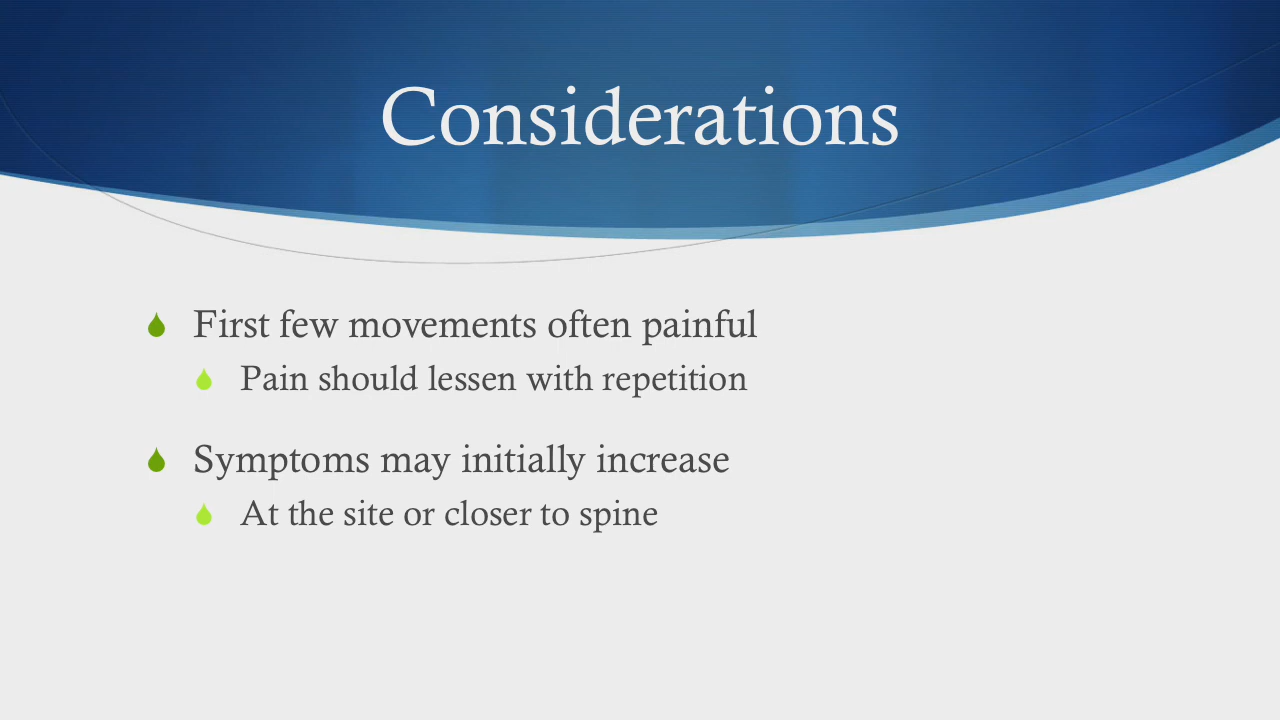 Considerations
First few movements often painful
Pain should lessen with repetition
Symptoms may initially increase
At the site or closer to spine